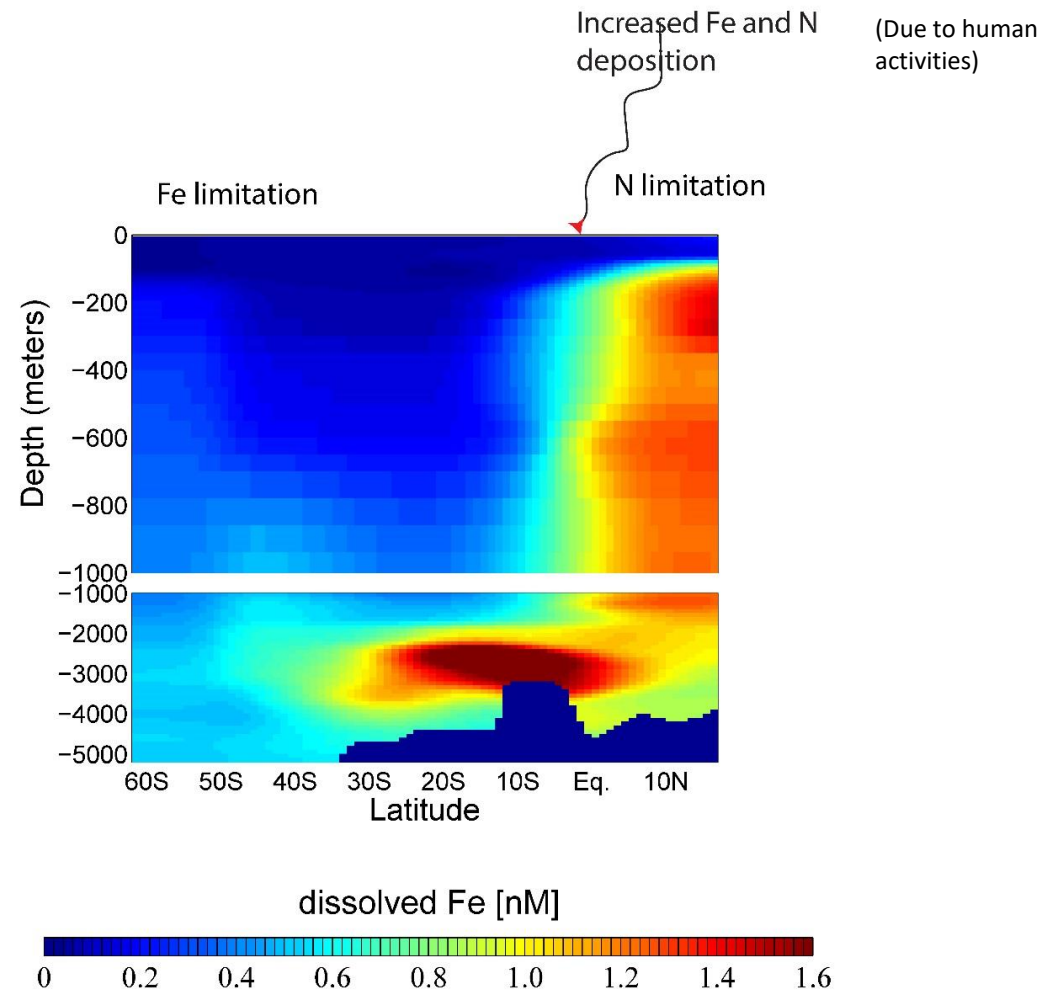 Increased Fe and N
deposition
(Due to human
activities)
Fe limitation
N limitation
0
−200
−400
−600
−800
−1000
Depth (meters)
−1000
−2000
−3000
−4000
−5000
60S 50S 40S 30S 20S 10S Eq. 10N
Latitude
dissolved Fe [nM]
0 0.2 0.4 0.6 0.8 1.0 1.2 1.4 1.6